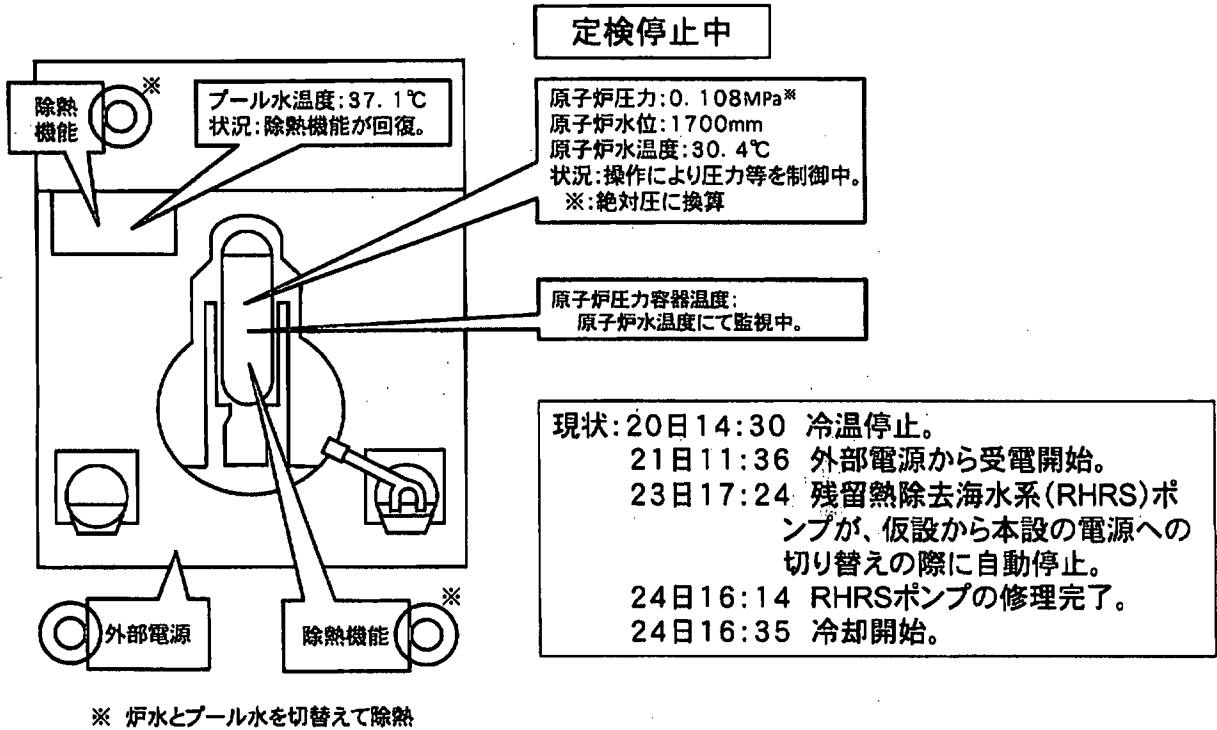 定検停止中
除熱
機能
※
プール水温度:37.1℃
状況:除熱機能が回復。
原子炉圧力:0.108MPa※
原子炉水位:1700mm
原子炉水温度:30.4℃
状況:操作により圧力等を制御中。
※:絶対圧に換算
原子炉圧力容器温度:
原子炉水温度にて監視中。
現状:20日14:30 冷温停止。
21日11:36 外部電源から受電開始。
23日17:24 残留熱除去海水系(RHRS)ポ
ンプが、仮設から本設の電源への
切り替えの際に自動停止。
24日16:14 RHRSポンプの修理完了。
24日16:35 冷却開始。
外部電源
除熱機能
※
※ 炉水とプール水を切替えて除熱